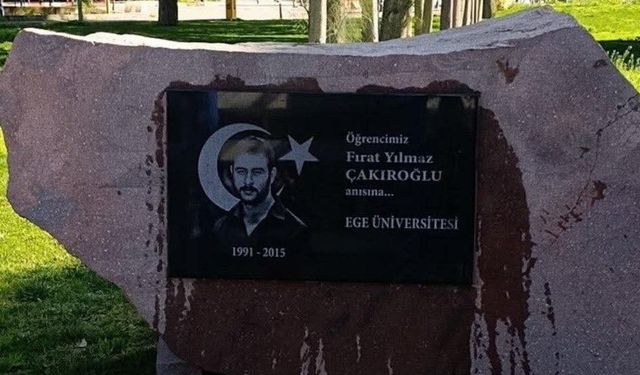 Öğrencimiz
Fırat Yılmaz
ÇAKIROĞLU
anısına...
EGE ÜNİVERSİTESİ
1991 - 2015